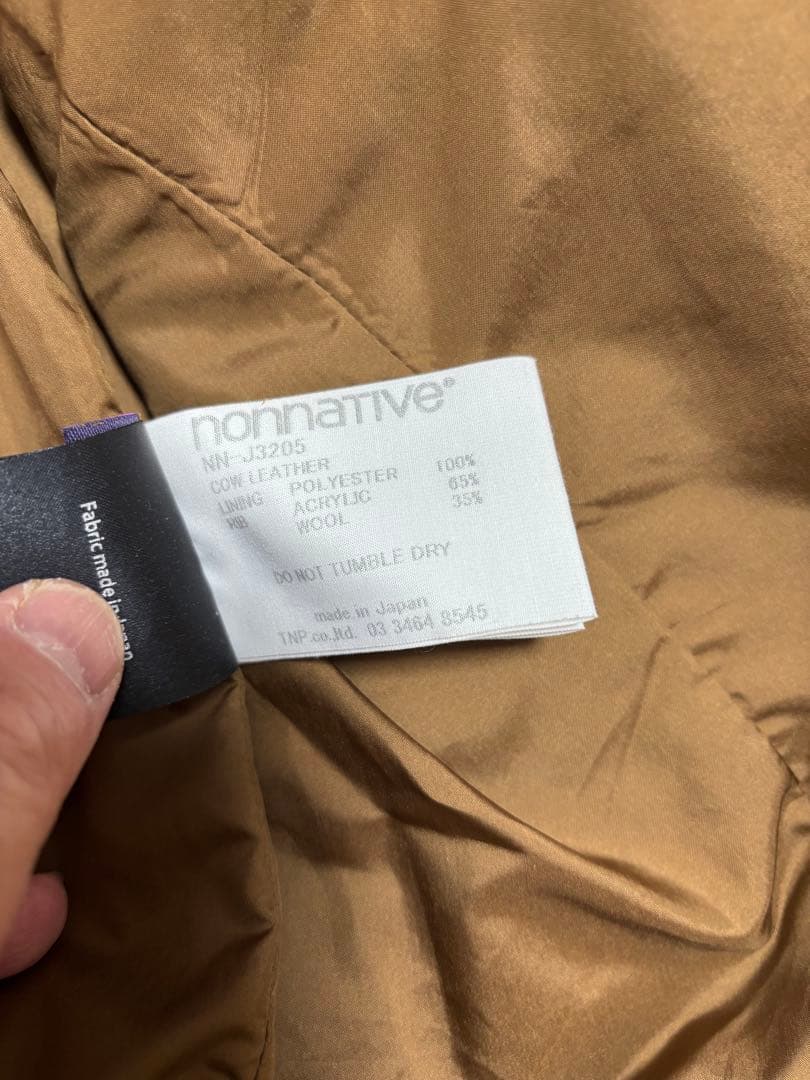 nonnative®
NN-J3205
COW LEATHER
LINING POLYESTER 100%
RIB ACRYLIC 65%
WOOL 35%
DO NOT TUMBLE DRY
made in Japan
TNP.co.,ltd. 03 3464 8545
Fabric made in Japan